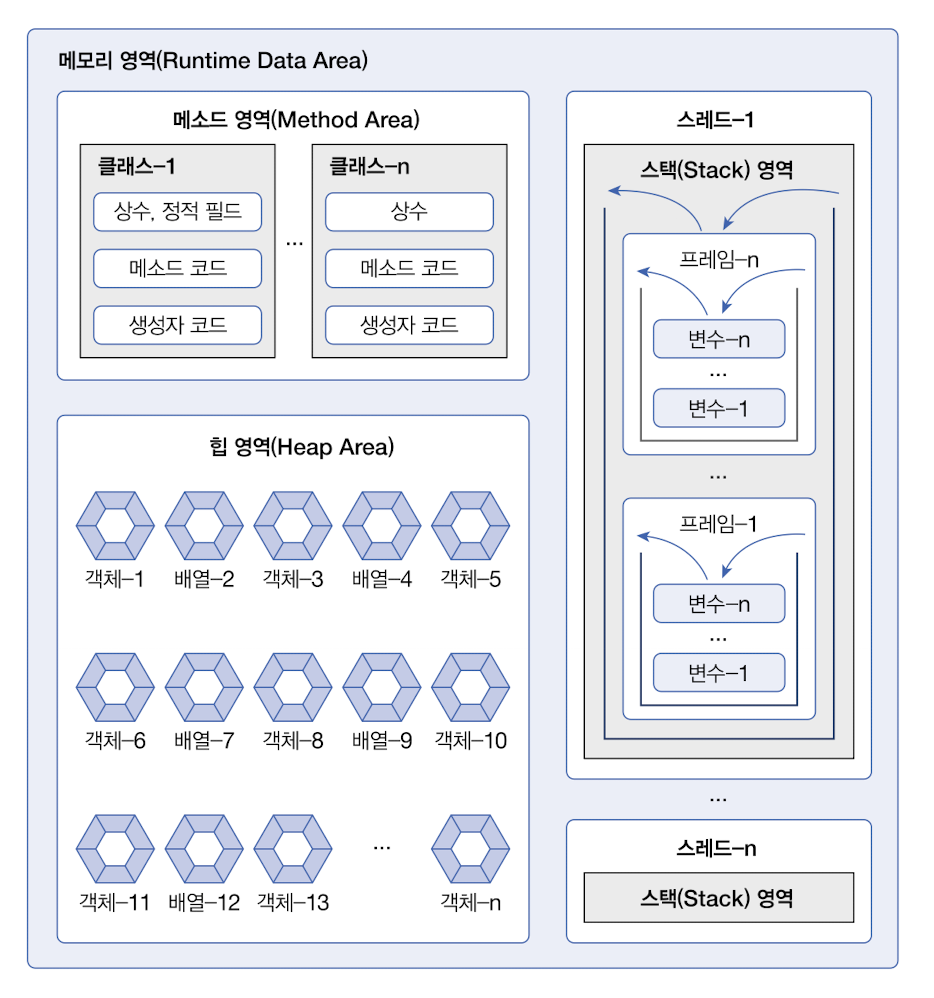 메모리 영역(Runtime Data Area)
메소드 영역(Method Area)
클래스–1
상수, 정적 필드
메소드 코드
생성자 코드
...
클래스–n
상수
메소드 코드
생성자 코드
힙 영역(Heap Area)
객체–1 배열–2 객체–3 배열–4 객체–5
객체–6 배열–7 객체–8 배열–9 객체–10
...
객체–11 배열–12 객체–13 객체–n
스레드–1
스택(Stack) 영역
프레임–n
변수–n
...
변수–1
...
프레임–1
변수–n
...
변수–1
...
스레드–n
스택(Stack) 영역